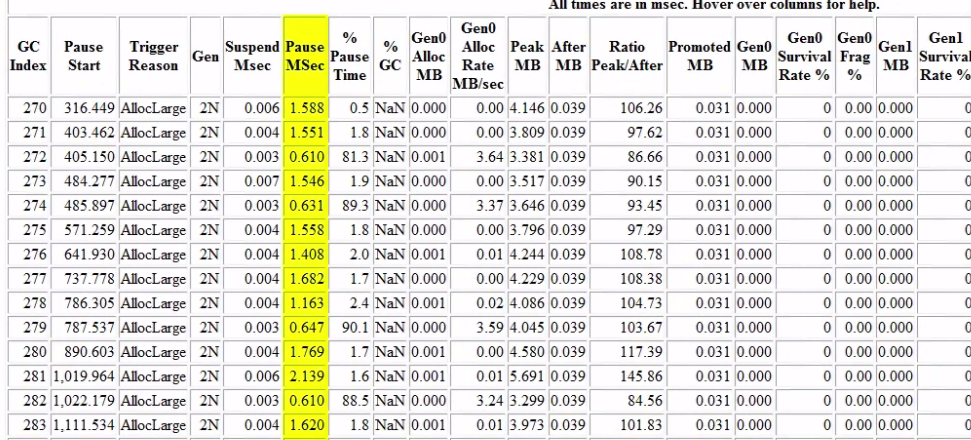 All times are in msec. Hover over columns for help.
GC Index Pause Start Trigger Reason Gen Suspend Msec Pause MSec % Pause Time % GC Gen0 Alloc MB Gen0 Alloc Rate MB/sec Peak MB After MB Ratio Peak/After Promoted MB Gen0 MB Gen0 Survival Rate % Gen0 Frag % Gen1 MB Gen1 Survival Rate %
270 316.449 AllocLarge 2N 0.006 1.588 0.5 NaN 0.000 0.00 4.146 0.039 106.26 0.031 0.000 0 0.00 0.000 0
271 403.462 AllocLarge 2N 0.004 1.551 1.8 NaN 0.000 0.00 3.809 0.039 97.62 0.031 0.000 0 0.00 0.000 0
272 405.150 AllocLarge 2N 0.003 0.610 81.3 NaN 0.001 3.64 3.381 0.039 86.66 0.031 0.000 0 0.00 0.000 0
273 484.277 AllocLarge 2N 0.007 1.546 1.9 NaN 0.000 0.00 3.517 0.039 90.15 0.031 0.000 0 0.00 0.000 0
274 485.897 AllocLarge 2N 0.003 0.631 89.3 NaN 0.000 3.37 3.646 0.039 93.45 0.031 0.000 0 0.00 0.000 0
275 571.259 AllocLarge 2N 0.004 1.558 1.8 NaN 0.000 0.00 3.796 0.039 97.29 0.031 0.000 0 0.00 0.000 0
276 641.930 AllocLarge 2N 0.004 1.408 2.0 NaN 0.001 0.01 4.244 0.039 108.78 0.031 0.000 0 0.00 0.000 0
277 737.778 AllocLarge 2N 0.004 1.682 1.7 NaN 0.000 0.00 4.229 0.039 108.38 0.031 0.000 0 0.00 0.000 0
278 786.305 AllocLarge 2N 0.004 1.163 2.4 NaN 0.001 0.02 4.086 0.039 104.73 0.031 0.000 0 0.00 0.000 0
279 787.537 AllocLarge 2N 0.003 0.647 90.1 NaN 0.000 3.59 4.045 0.039 103.67 0.031 0.000 0 0.00 0.000 0
280 890.603 AllocLarge 2N 0.004 1.769 1.7 NaN 0.001 0.00 4.580 0.039 117.39 0.031 0.000 0 0.00 0.000 0
281 1,019.964 AllocLarge 2N 0.006 2.139 1.6 NaN 0.001 0.01 5.691 0.039 145.86 0.031 0.000 0 0.00 0.000 0
282 1,022.179 AllocLarge 2N 0.003 0.610 88.5 NaN 0.000 3.24 3.299 0.039 84.56 0.031 0.000 0 0.00 0.000 0
283 1,111.534 AllocLarge 2N 0.004 1.620 1.8 NaN 0.001 0.01 3.973 0.039 101.83 0.031 0.000 0 0.00 0.000 0